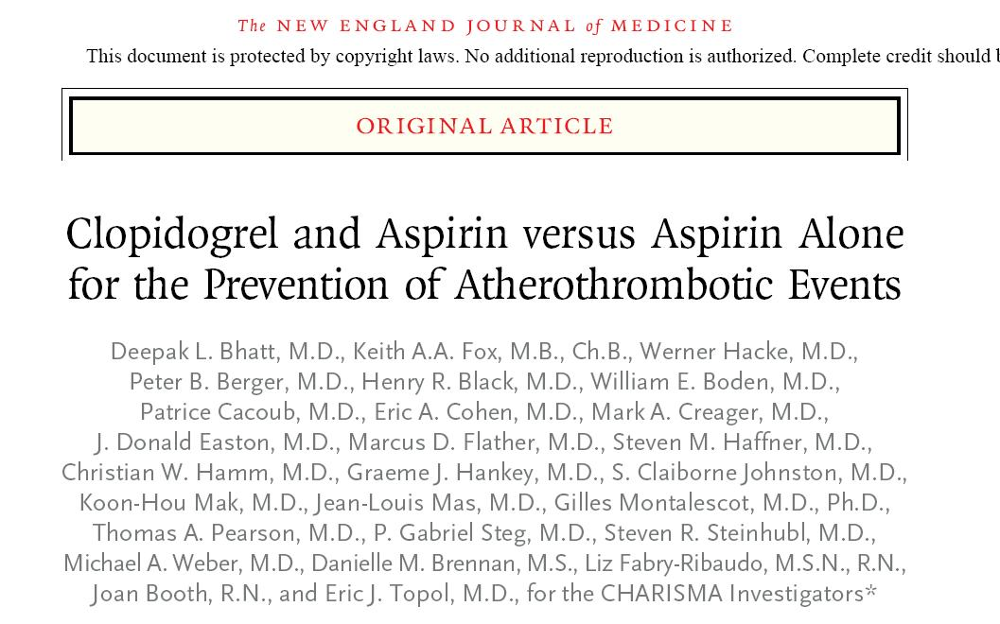 The NEW ENGLAND JOURNAL of MEDICINE
This document is protected by copyright laws. No additional reproduction is authorized. Complete credit should
ORIGINAL ARTICLE
Clopidogrel and Aspirin versus Aspirin Alone
for the Prevention of Atherothrombotic Events
Deepak L. Bhatt, M.D., Keith A.A. Fox, M.B., Ch.B., Werner Hacke, M.D.,
Peter B. Berger, M.D., Henry R. Black, M.D., William E. Boden, M.D.,
Patrice Cacoub, M.D., Eric A. Cohen, M.D., Mark A. Creager, M.D.,
J. Donald Easton, M.D., Marcus D. Flather, M.D., Steven M. Haffner, M.D.,
Christian W. Hamm, M.D., Graeme J. Hankey, M.D., S. Claiborne Johnston, M.D.,
Koon-Hou Mak, M.D., Jean-Louis Mas, M.D., Gilles Montalescot, M.D., Ph.D.,
Thomas A. Pearson, M.D., P. Gabriel Steg, M.D., Steven R. Steinhubl, M.D.,
Michael A. Weber, M.D., Danielle M. Brennan, M.S., Liz Fabry-Ribaudo, M.S.N., R.N.,
Joan Booth, R.N., and Eric J. Topol, M.D., for the CHARISMA Investigators*